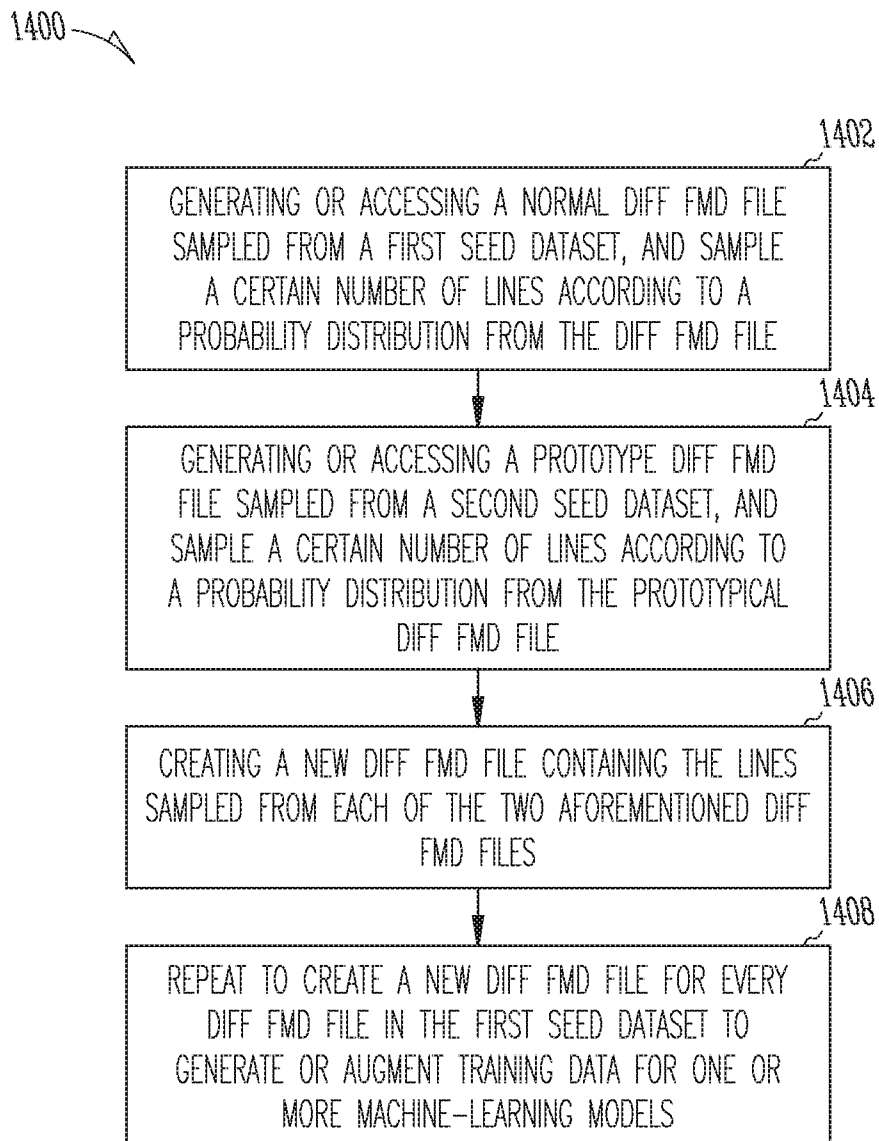 1400
1402
GENERATING OR ACCESSING A NORMAL DIFF FMD FILE
SAMPLED FROM A FIRST SEED DATASET, AND SAMPLE
A CERTAIN NUMBER OF LINES ACCORDING TO A
PROBABILITY DISTRIBUTION FROM THE DIFF FMD FILE
1404
GENERATING OR ACCESSING A PROTOTYPE DIFF FMD
FILE SAMPLED FROM A SECOND SEED DATASET, AND
SAMPLE A CERTAIN NUMBER OF LINES ACCORDING TO
A PROBABILITY DISTRIBUTION FROM THE PROTOTYPICAL
DIFF FMD FILE
1406
CREATING A NEW DIFF FMD FILE CONTAINING THE LINES
SAMPLED FROM EACH OF THE TWO AFOREMENTIONED DIFF
FMD FILES
1408
REPEAT TO CREATE A NEW DIFF FMD FILE FOR EVERY
DIFF FMD FILE IN THE FIRST SEED DATASET TO
GENERATE OR AUGMENT TRAINING DATA FOR ONE OR
MORE MACHINE-LEARNING MODELS